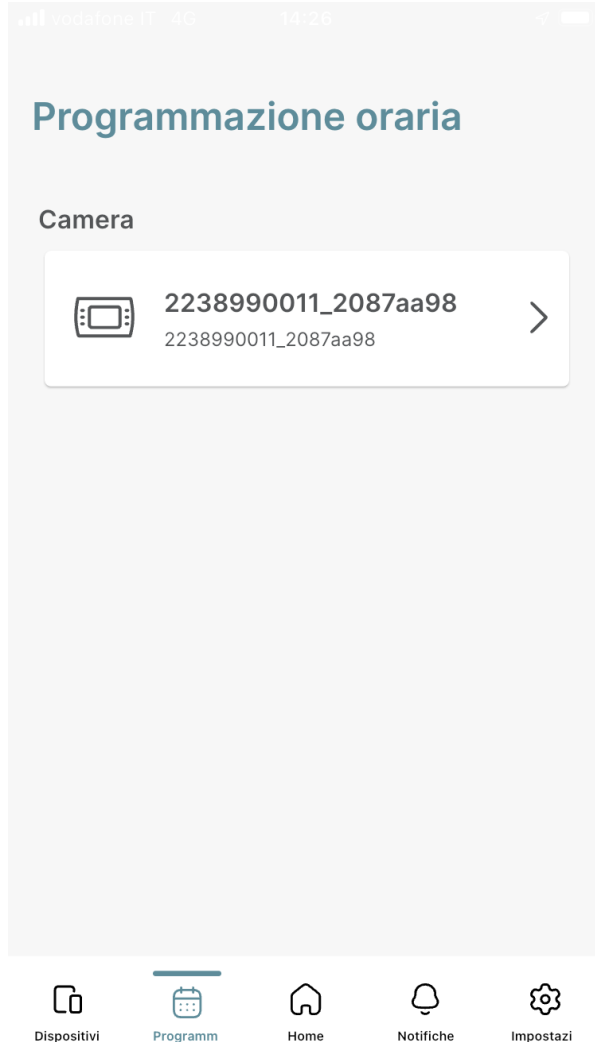 vodafone IT 4G 14:26
Programmazione oraria
Camera
2238990011_2087aa98
2238990011_2087aa98
Dispositivi Programm Home Notifiche Impostazi